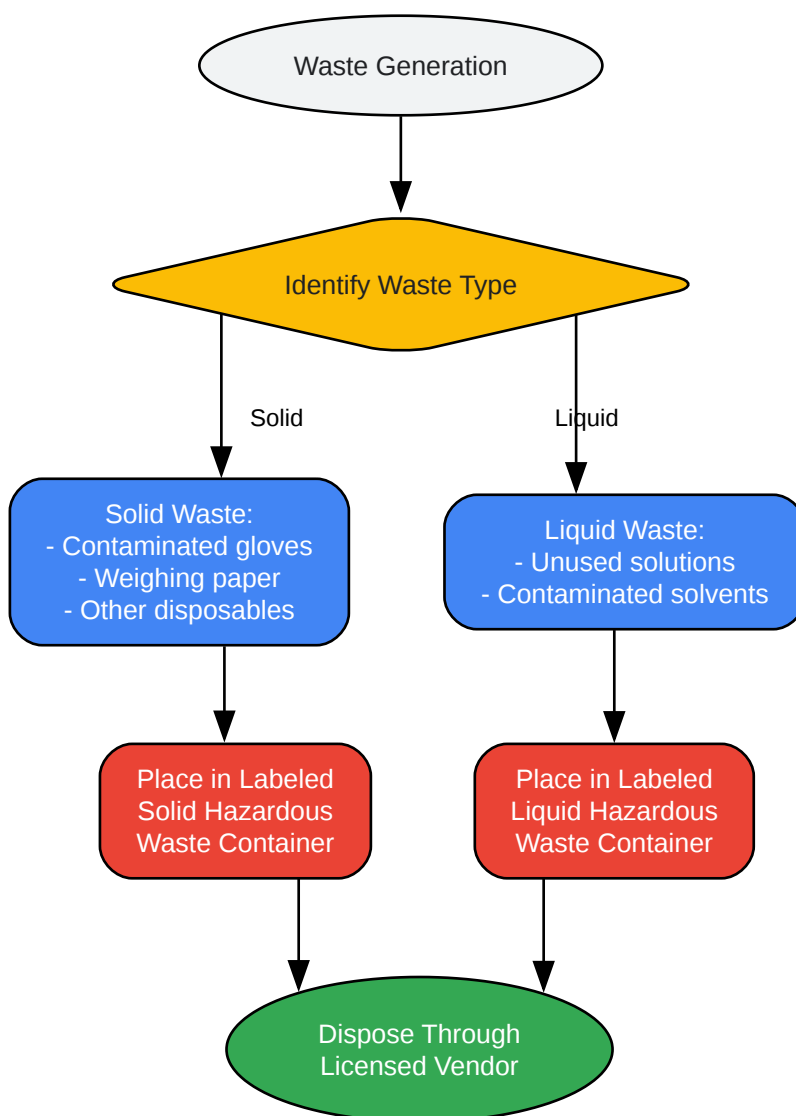 Waste Generation
Identify Waste Type
Solid
Liquid
Solid Waste:
- Contaminated gloves
- Weighing paper
- Other disposables
Liquid Waste:
- Unused solutions
- Contaminated solvents
Place in Labeled
Solid Hazardous
Waste Container
Place in Labeled
Liquid Hazardous
Waste Container
Dispose Through
Licensed Vendor